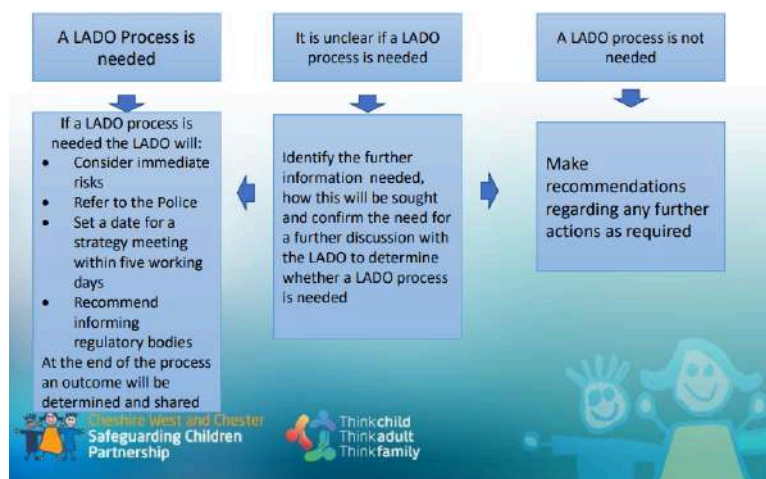 A LADO Process is
needed
It is unclear if a LADO
process is needed
A LADO process is not
needed
If a LADO process is
needed the LADO will:
• Consider immediate
risks
• Refer to the Police
• Set a date for a
strategy meeting
within five working
days
• Recommend
informing
regulatory bodies
At the end of the process
an outcome will be
determined and shared
Identify the further
information needed,
how this will be sought
and confirm the need for
a further discussion with
the LADO to determine
whether a LADO process
is needed
Make
recommendations
regarding any further
actions as required
Cheshire West and Chester
Safeguarding Children
Partnership
Thinkchild
Thinkadult
Thinkfamily